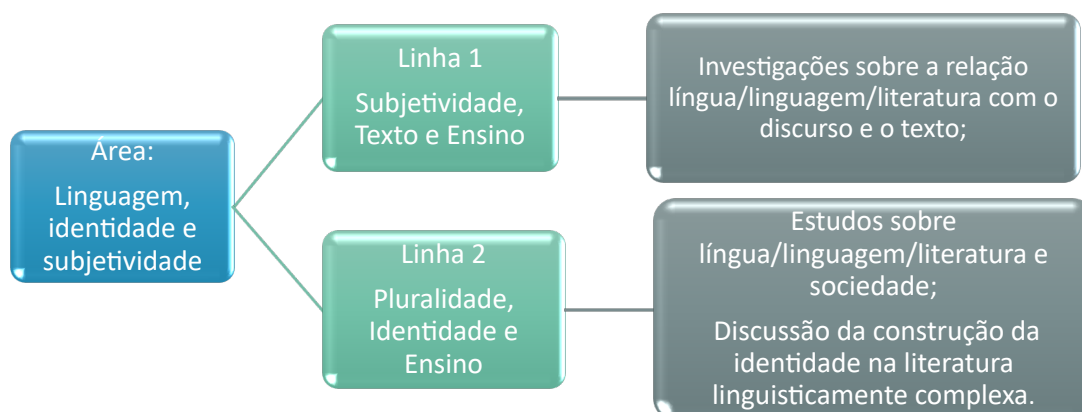 Área:
Linguagem,
identidade e
subjetividade
Linha 1
Subjetividade,
Texto e Ensino
Investigações sobre a relação
língua/linguagem/literatura com o
discurso e o texto;
Linha 2
Pluralidade,
Identidade e
Ensino
Estudos sobre
língua/linguagem/literatura e
sociedade;
Discussão da construção da
identidade na literatura
linguisticamente complexa.